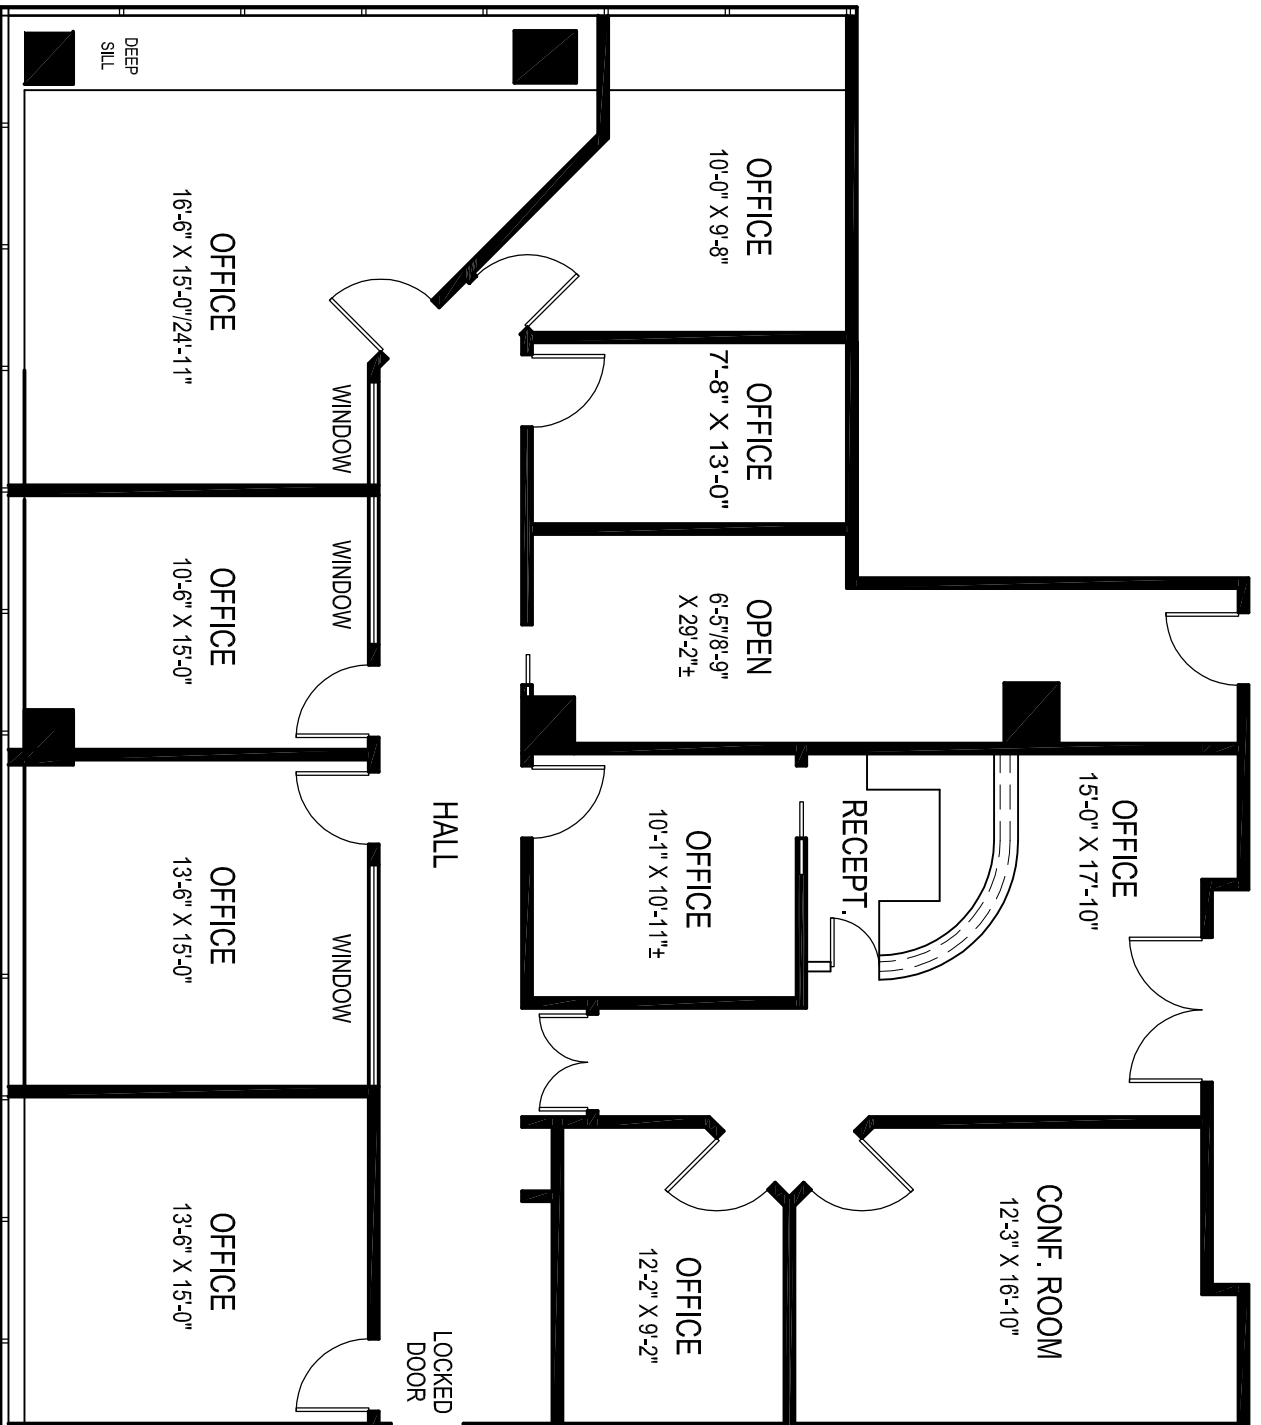 DEEP
SILL
OFFICE
10'-0" X 9'-8"
OFFICE
16'-6" X 15'-0"/24'-11"
OFFICE
7'-8" X 13'-0"
WINDOW
WINDOW
OFFICE
10'-6" X 15'-0"
OPEN
6'-5"/8'-9"
X 29'-2"±
HALL
OFFICE
10'-1" X 10'-11"±
RECEPT.
OFFICE
15'-0" X 17'-10"
OFFICE
13'-6" X 15'-0"
WINDOW
OFFICE
13'-6" X 15'-0"
OFFICE
12'-2" X 9'-2"
CONF. ROOM
12'-3" X 16'-10"
LOCKED
DOOR